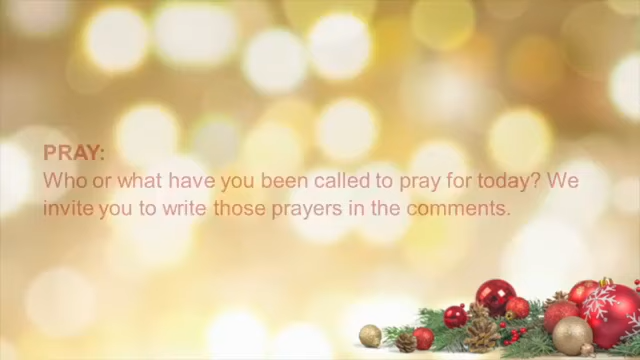 PRAY:
Who or what have you been called to pray for today? We
invite you to write those prayers in the comments.